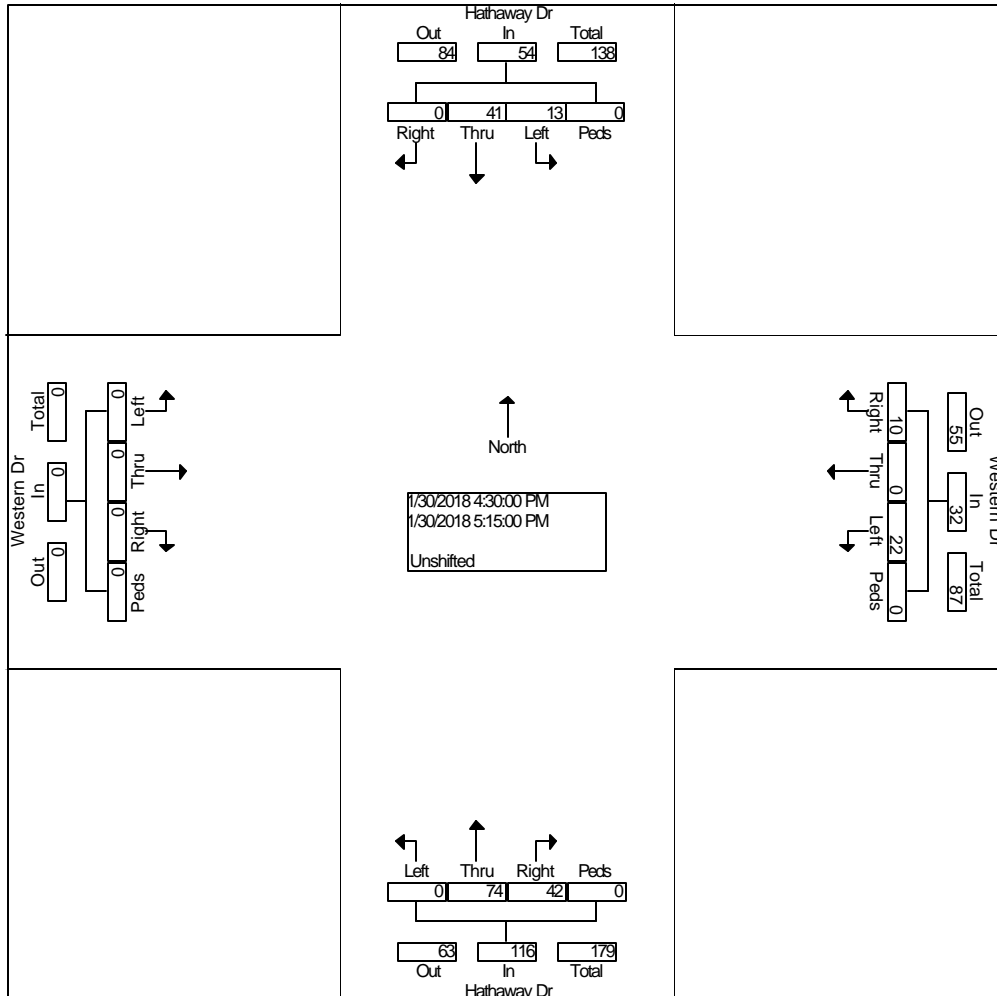 Hathaway Dr
Out In Total
84 54 138
0 41 13 0
Right Thru Left Peds
Western Dr
Total In Out
0 0 0
0 0 0 0
Left Thru Right Peds
North
1/30/2018 4:30:00 PM
1/30/2018 5:15:00 PM
Unshifted
Right Thru Left Peds
10 0 22 0
55 32 87
Out In Total
Western Dr
Left Thru Right Peds
0 74 42 0
63 116 179
Out In Total
Hathaway Dr